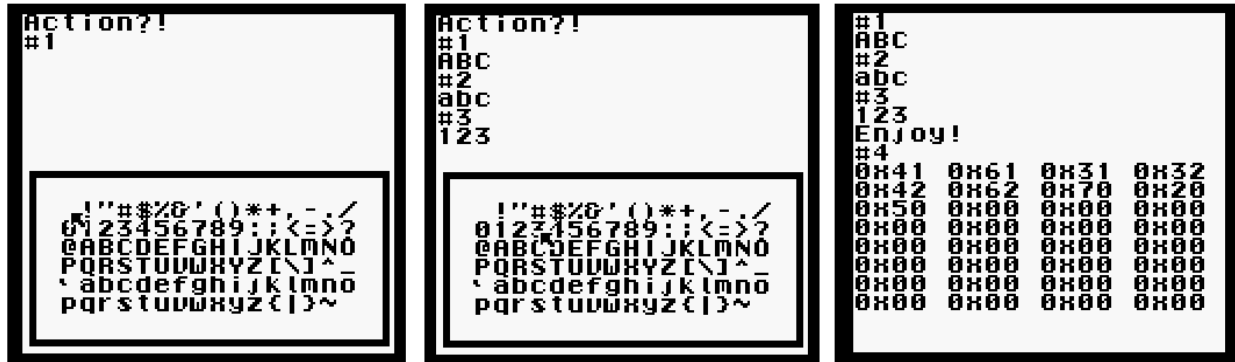 Action?!
#1
!"#$%&'()*+,-./
0123456789:;<=>?
@ABCDEFGHIJKLMNO
PQRSTUVWXYZ[\]^_
`abcdefghijklmno
pqrstuvwxyz{|}~
Action?!
#1
ABC
#2
abc
#3
123
!"#$%&'()*+,-./
0123456789:;<=>?
@ABCDEFGHIJKLMNO
PQRSTUVWXYZ[\]^_
`abcdefghijklmno
pqrstuvwxyz{|}~
#1
ABC
#2
abc
#3
123
Enjoy!
#4
0x41 0x61 0x31 0x32
0x42 0x62 0x70 0x20
0x50 0x00 0x00 0x00
0x00 0x00 0x00 0x00
0x00 0x00 0x00 0x00
0x00 0x00 0x00 0x00
0x00 0x00 0x00 0x00
0x00 0x00 0x00 0x00